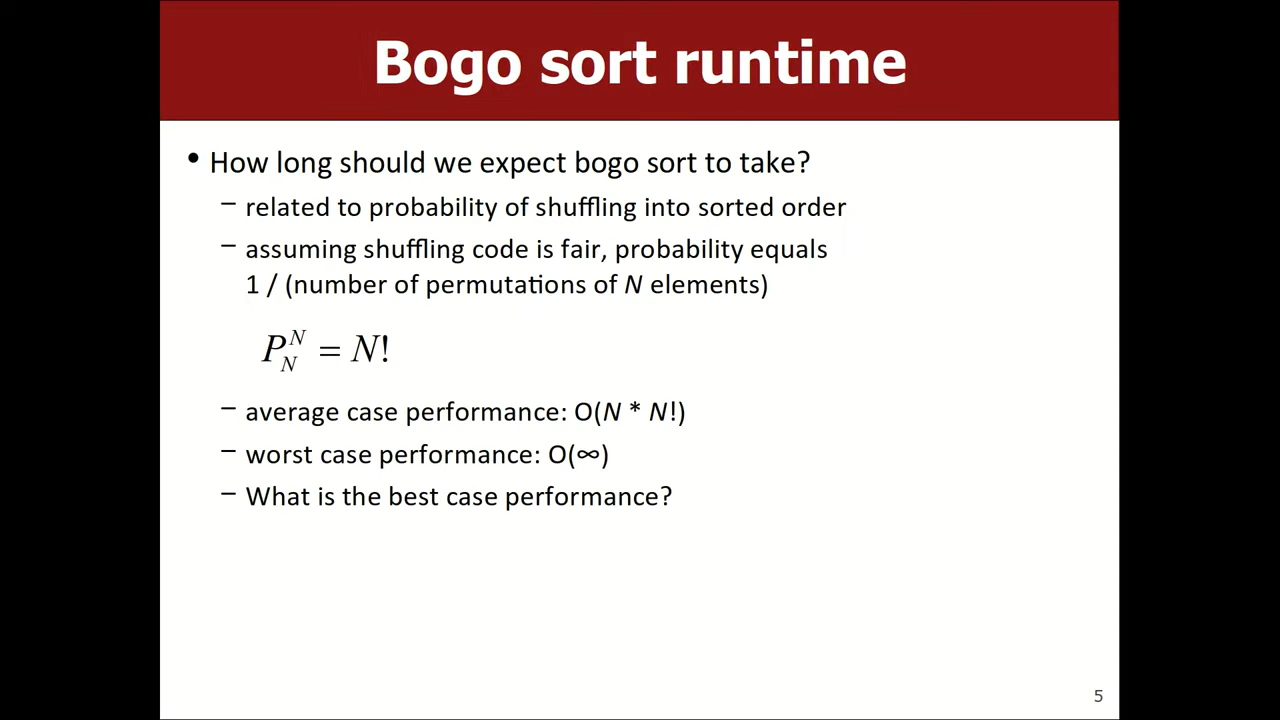 Bogo sort runtime
• How long should we expect bogo sort to take?
– related to probability of shuffling into sorted order
– assuming shuffling code is fair, probability equals
1 / (number of permutations of N elements)
P_N^N = N!
– average case performance: O(N * N!)
– worst case performance: O(∞)
– What is the best case performance?
5